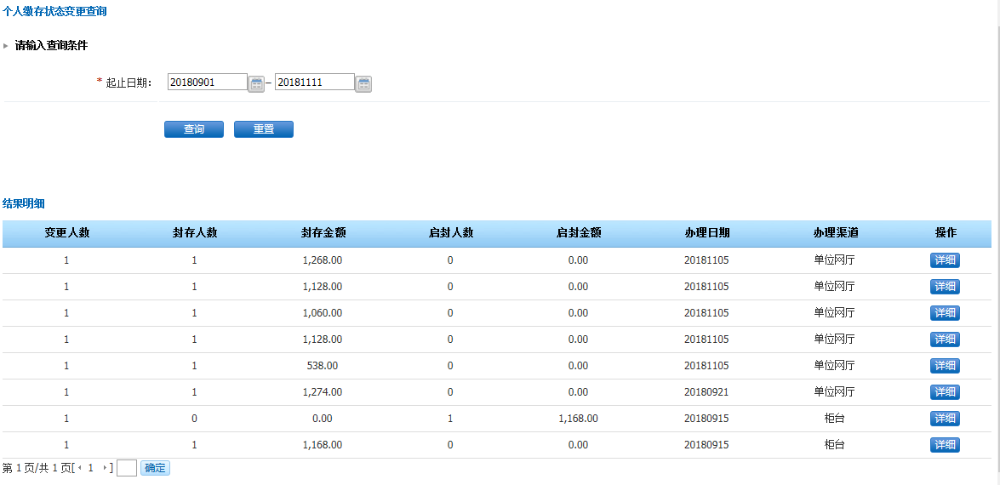 个人缴存状态变更查询
请输入查询条件
* 起止日期： 20180901 – 20181111
查询 重置
结果明细
变更人数 封存人数 封存金额 启封人数 启封金额 办理日期 办理渠道 操作
1 1 1,268.00 0 0.00 20181105 单位网厅 详细
1 1 1,128.00 0 0.00 20181105 单位网厅 详细
1 1 1,060.00 0 0.00 20181105 单位网厅 详细
1 1 1,128.00 0 0.00 20181105 单位网厅 详细
1 1 538.00 0 0.00 20181105 单位网厅 详细
1 1 1,274.00 0 0.00 20180921 单位网厅 详细
1 0 0.00 1 1,168.00 20180915 柜台 详细
1 1 1,168.00 0 0.00 20180915 柜台 详细
第 1 页/共 1 页[ 1 ] 确定